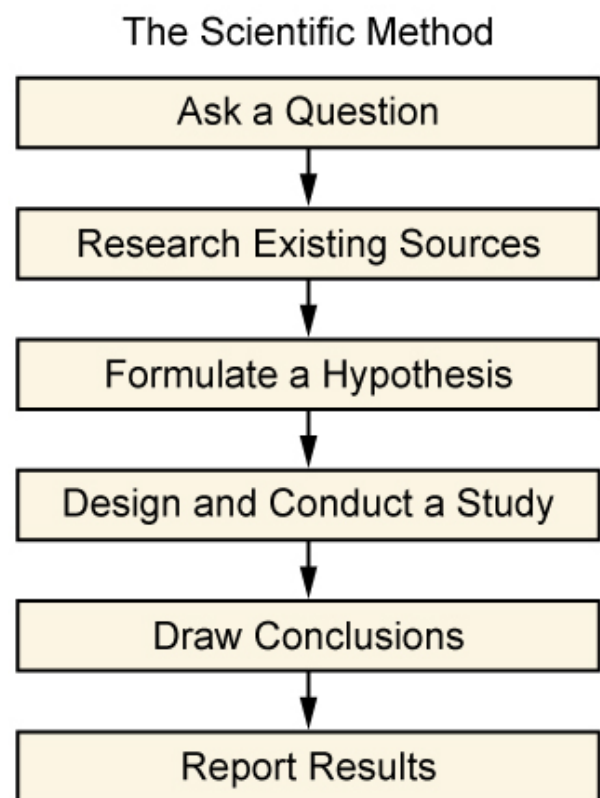 The Scientific Method
Ask a Question
Research Existing Sources
Formulate a Hypothesis
Design and Conduct a Study
Draw Conclusions
Report Results